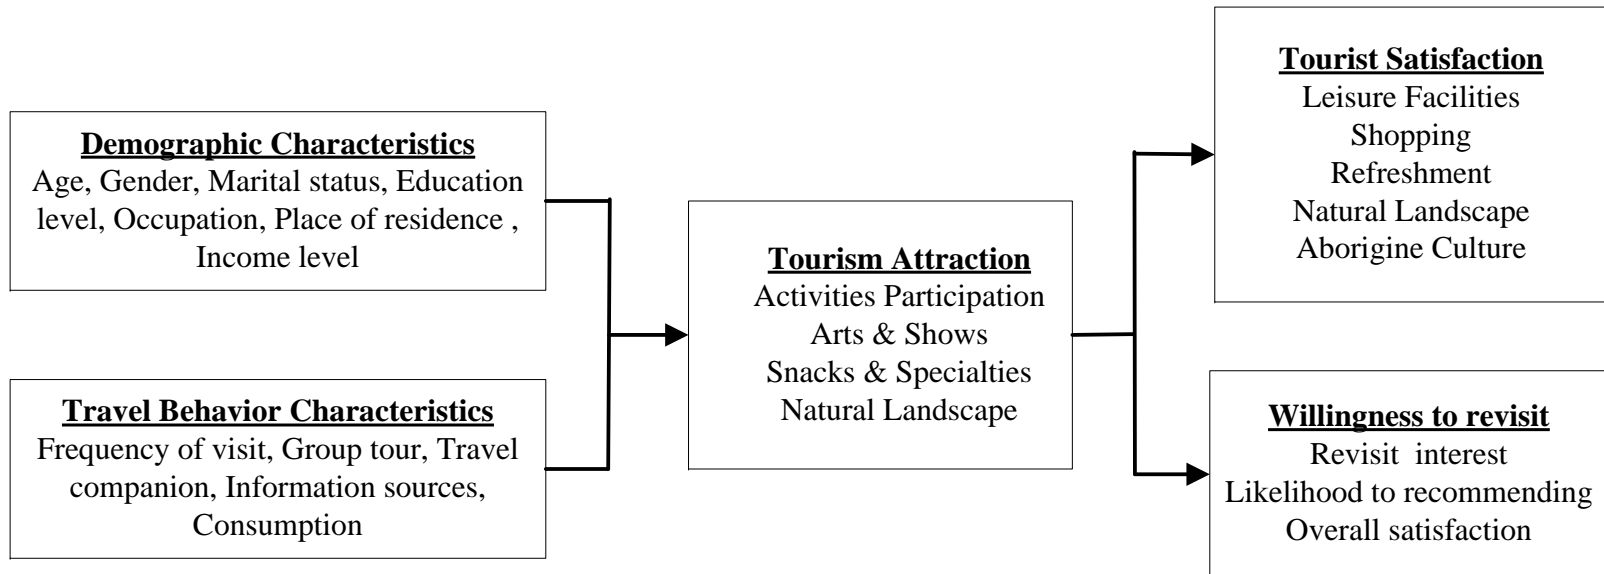 Demographic Characteristics
Age, Gender, Marital status, Education
level, Occupation, Place of residence ,
Income level
Travel Behavior Characteristics
Frequency of visit, Group tour, Travel
companion, Information sources,
Consumption
Tourism Attraction
Activities Participation
Arts & Shows
Snacks & Specialties
Natural Landscape
Tourist Satisfaction
Leisure Facilities
Shopping
Refreshment
Natural Landscape
Aborigine Culture
Willingness to revisit
Revisit  interest
Likelihood to recommending
Overall satisfaction